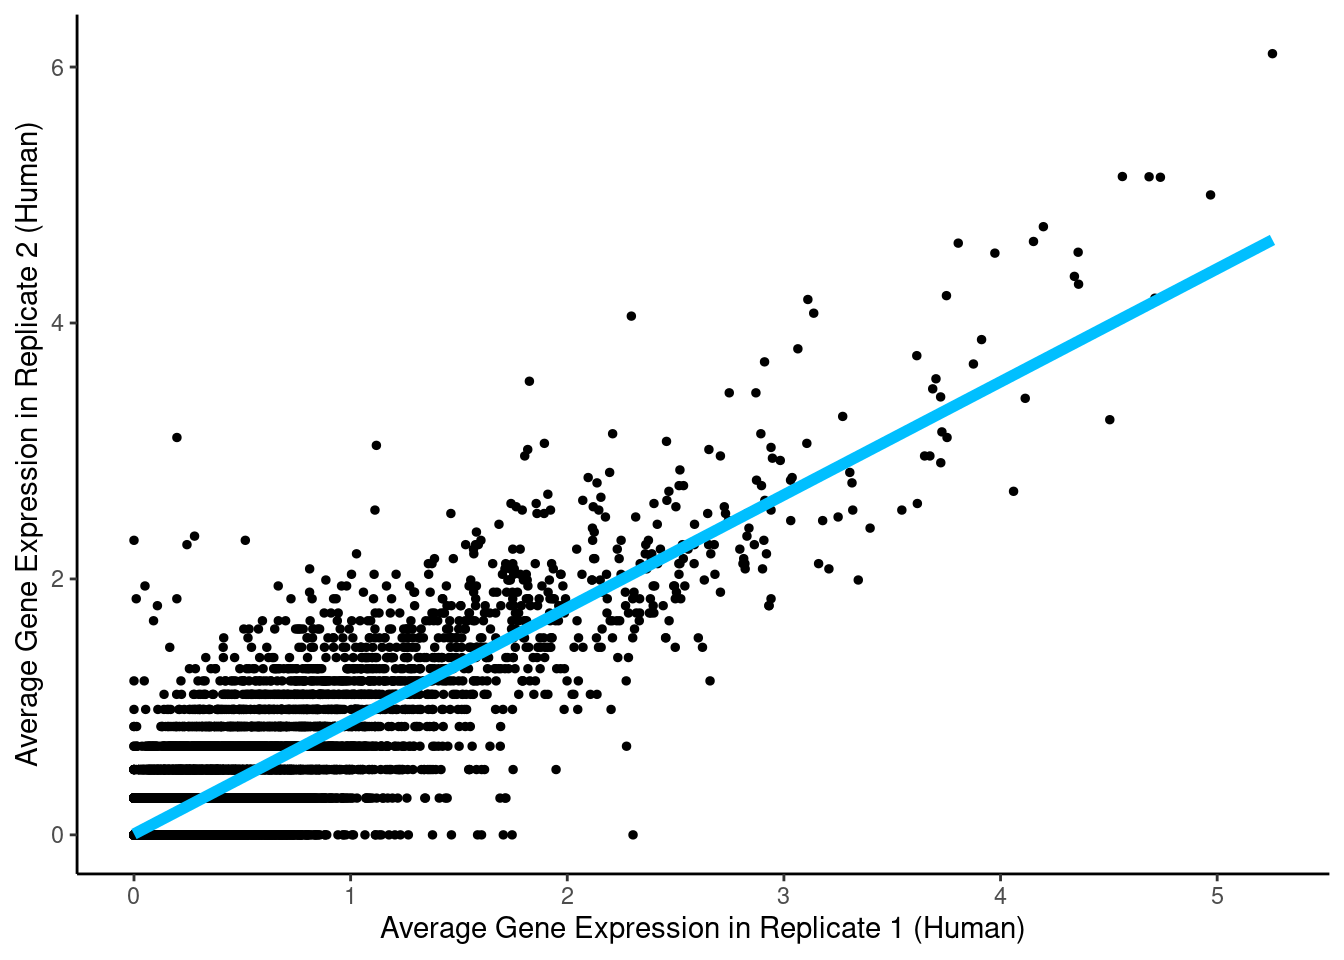 Average Gene Expression in Replicate 2 (Human)
6
4
2
0
0 1 2 3 4 5
Average Gene Expression in Replicate 1 (Human)